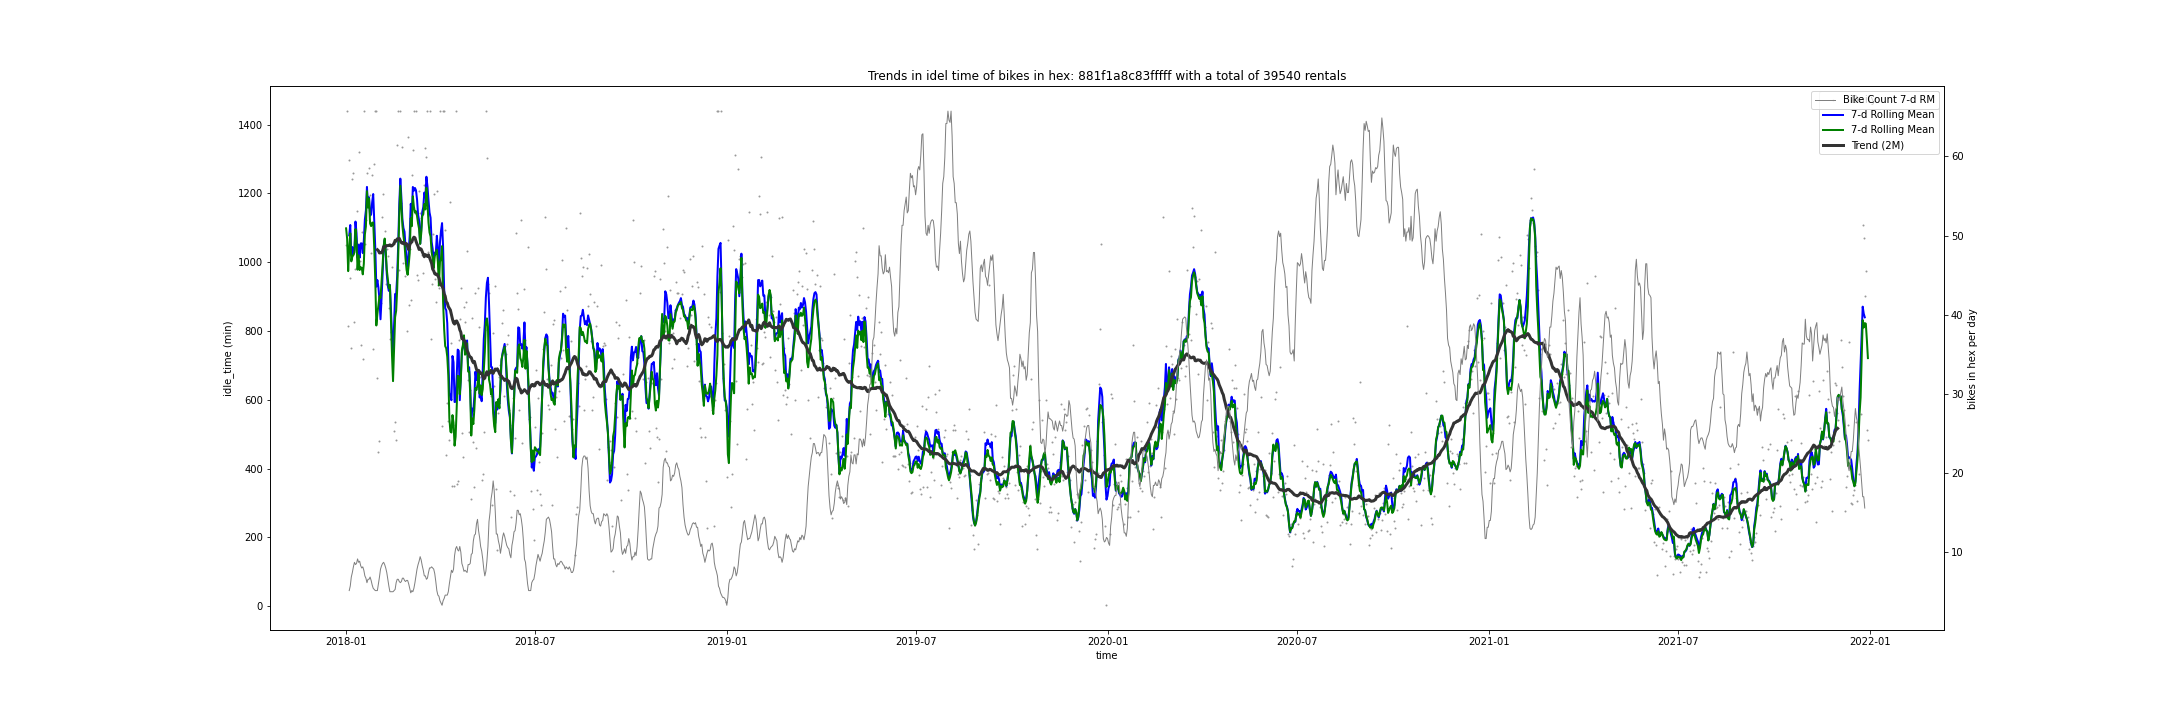 Trends in idel time of bikes in hex: 881f1a8c83fffff with a total of 39540 rentals
Bike Count 7-d RM
7-d Rolling Mean
7-d Rolling Mean
Trend (2M)
idle_time (min)
1400
1200
1000
800
600
400
200
0
60
50
40
30
20
10
bikes in hex per day
2018-01 2018-07 2019-01 2019-07 2020-01 2020-07 2021-01 2021-07 2022-01
time